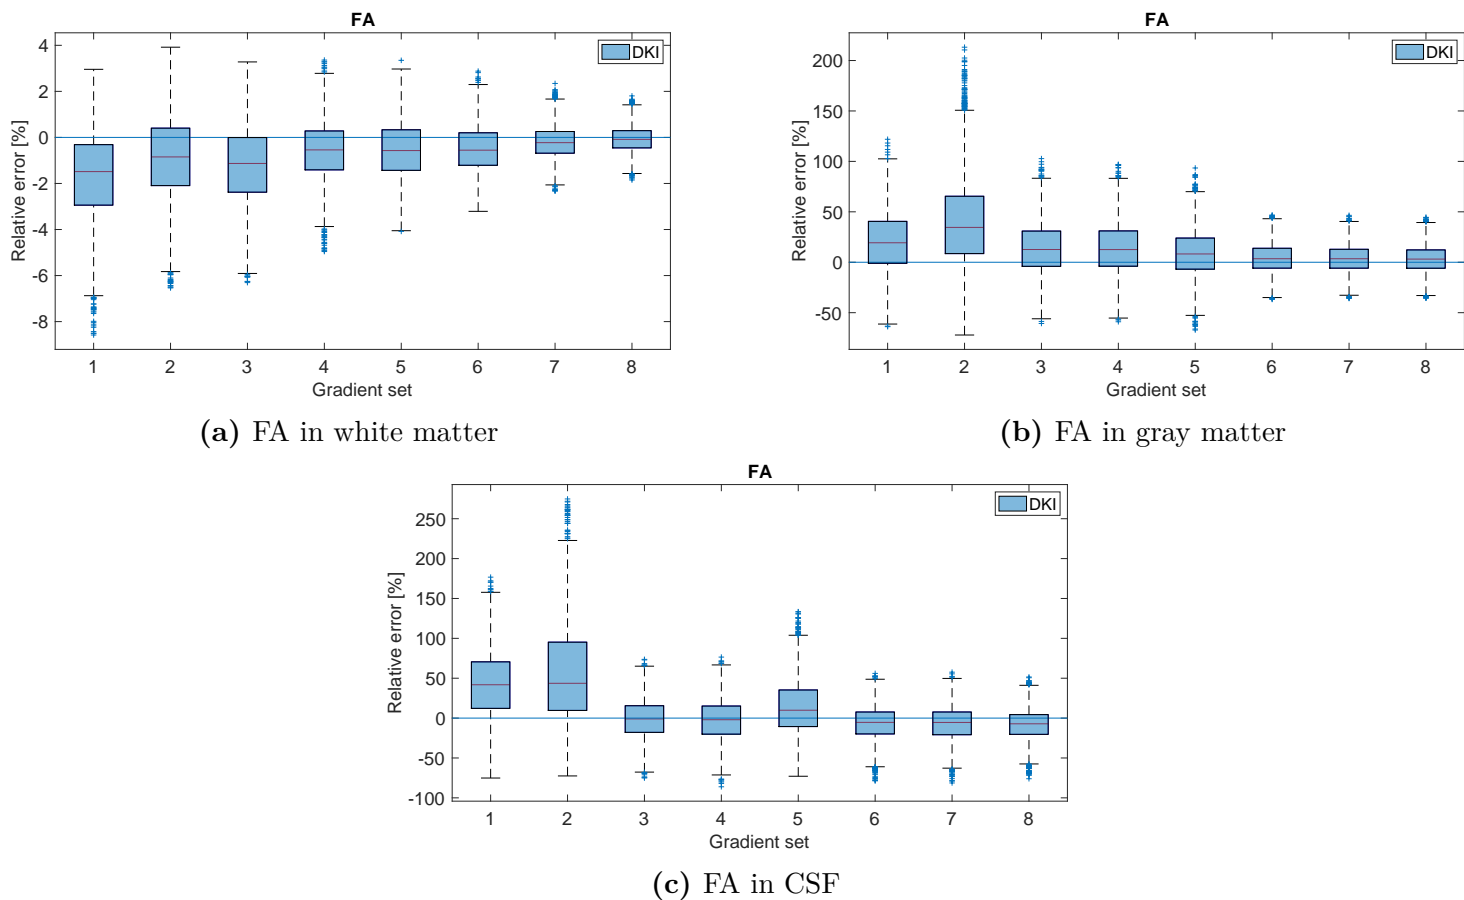 FA
4
2
0
-2
-4
-6
-8
Relative error [%]
DKI
1 2 3 4 5 6 7 8
Gradient set
(a) FA in white matter
FA
200
150
100
50
0
-50
Relative error [%]
DKI
1 2 3 4 5 6 7 8
Gradient set
(b) FA in gray matter
FA
250
200
150
100
50
0
-50
-100
Relative error [%]
DKI
1 2 3 4 5 6 7 8
Gradient set
(c) FA in CSF